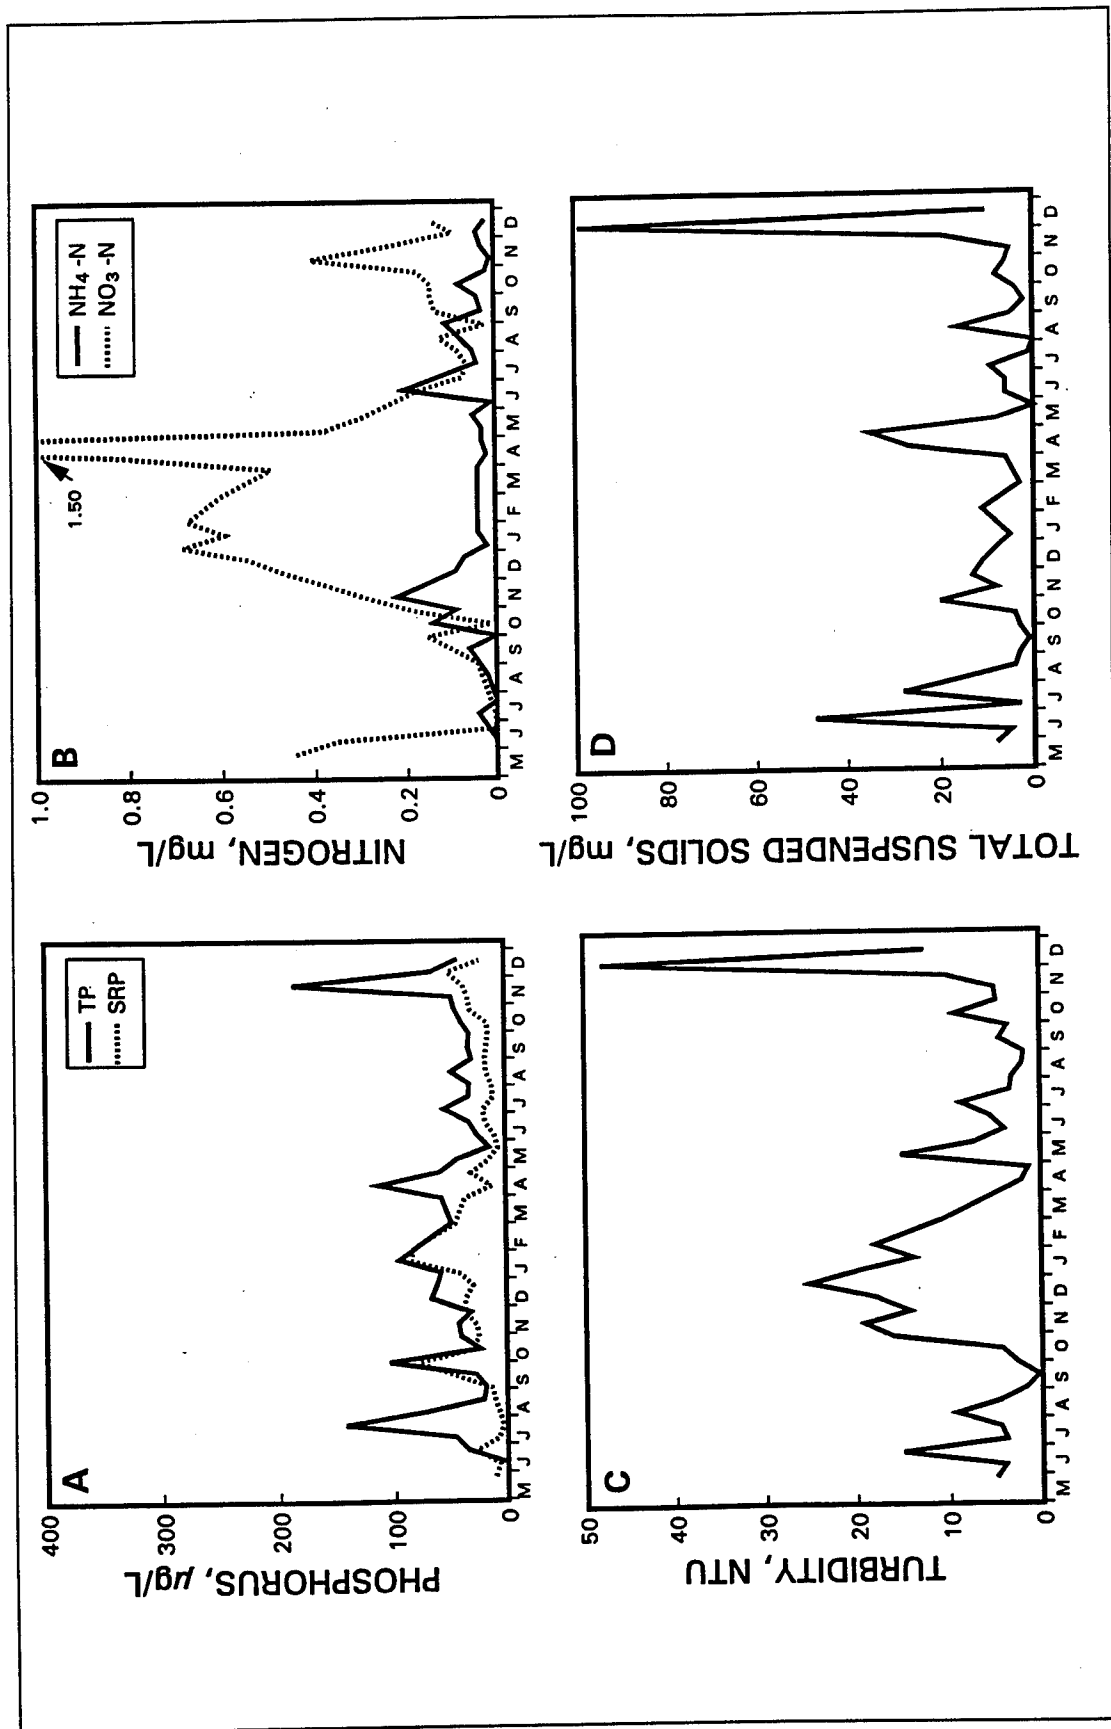 A
TP
SRP
400
300
200
100
0
PHOSPHORUS, µg/L
M J J A S O N D J F M A M J J A S O N D
B
NH4-N
NO3-N
1.50
1.0
0.8
0.6
0.4
0.2
0
NITROGEN, mg/L
M J J A S O N D J F M A M J J A S O N D
C
50
40
30
20
10
0
TURBIDITY, NTU
M J J A S O N D J F M A M J J A S O N D
D
100
80
60
40
20
0
TOTAL SUSPENDED SOLIDS, mg/L
M J J A S O N D J F M A M J J A S O N D